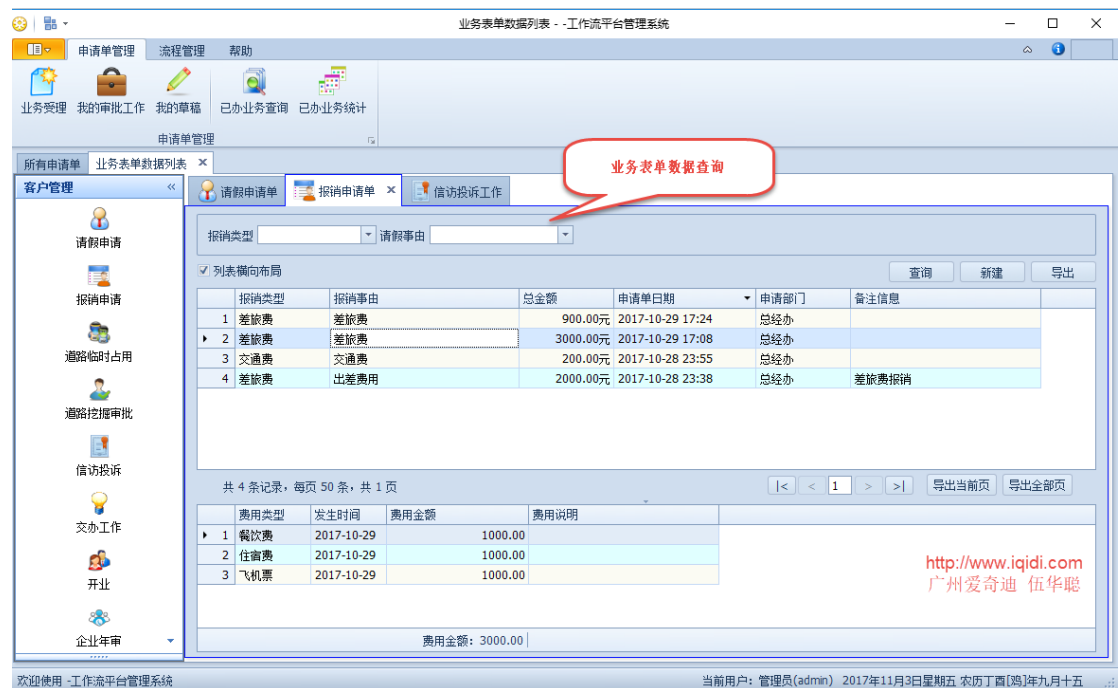 业务表单数据列表 - -工作流平台管理系统
申请单管理 流程管理 帮助
业务受理 我的审批工作 我的草稿 已办业务查询 已办业务统计
申请单管理
所有申请单 业务表单数据列表
业务表单数据查询
客户管理
请假申请
报销申请
道路临时占用
道路挖掘审批
信访投诉
交办工作
开业
企业年审
请假申请单 报销申请单 信访投诉工作
报销类型 请假事由
列表横向布局 查询 新建 导出
报销类型 报销事由 总金额 申请单日期 申请部门 备注信息
1 差旅费 差旅费 900.00元 2017-10-29 17:24 总经办
2 差旅费 差旅费 3000.00元 2017-10-29 17:08 总经办
3 交通费 交通费 200.00元 2017-10-28 23:55 总经办
4 差旅费 出差费用 2000.00元 2017-10-28 23:38 总经办 差旅费报销
共 4 条记录，每页 50 条，共 1 页 |< < 1 > >| 导出当前页 导出全部页
费用类型 发生时间 费用金额 费用说明
1 餐饮费 2017-10-29 1000.00
2 住宿费 2017-10-29 1000.00
3 飞机票 2017-10-29 1000.00
http://www.iqidi.com
广州爱奇迪 伍华聪
费用金额: 3000.00
欢迎使用 -工作流平台管理系统 当前用户: 管理员(admin) 2017年11月3日星期五 农历丁酉[鸡]年九月十五